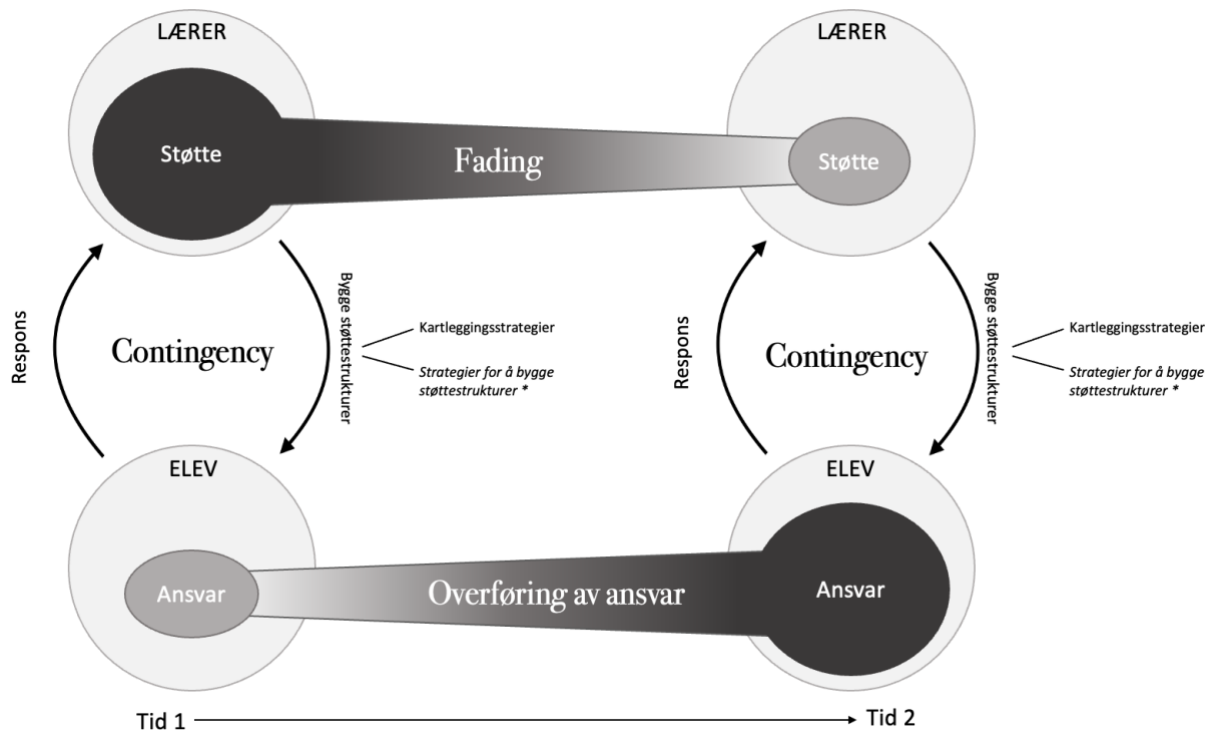 LÆRER
LÆRER
Støtte
Fading
Støtte
Respons
Contingency
Bygge støttestrukturer
Kartleggingsstrategier
Strategier for å bygge
støttestrukturer *
Respons
Contingency
Bygge støttestrukturer
Kartleggingsstrategier
Strategier for å bygge
støttestrukturer *
ELEV
ELEV
Ansvar
Overføring av ansvar
Ansvar
Tid 1
Tid 2